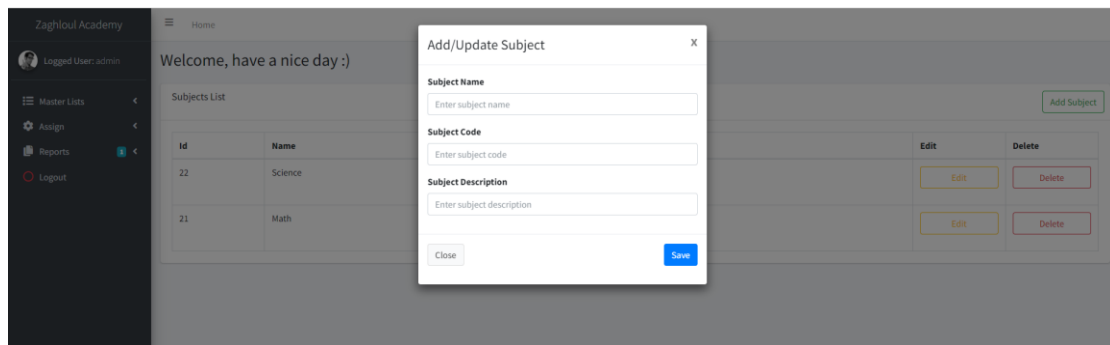 Zaghloul Academy
Home
Logged User: admin
Welcome, have a nice day :)
Master Lists
Assign
Reports
Logout
Subjects List
Add Subject
Id Name Edit Delete
22 Science Edit Delete
21 Math Edit Delete
Add/Update Subject X
Subject Name
Enter subject name
Subject Code
Enter subject code
Subject Description
Enter subject description
Close Save